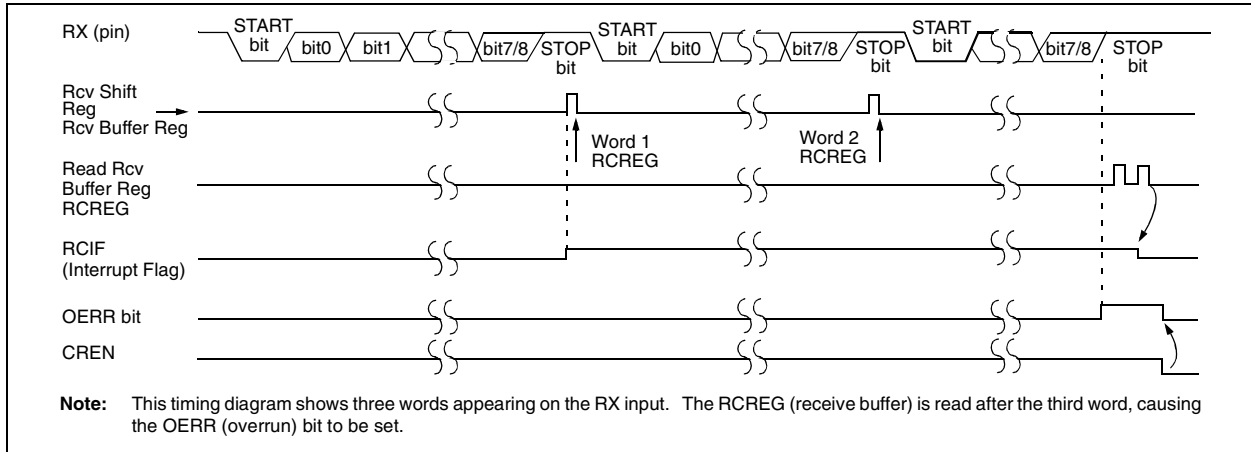 RX (pin)
START
bit
bit0
bit1
bit7/8
STOP
bit
START
bit
bit0
bit7/8
STOP
bit
START
bit
bit7/8
STOP
bit
Rcv Shift
Reg
Rcv Buffer Reg
Word 1
RCREG
Word 2
RCREG
Read Rcv
Buffer Reg
RCREG
RCIF
(Interrupt Flag)
OERR bit
CREN
Note: This timing diagram shows three words appearing on the RX input. The RCREG (receive buffer) is read after the third word, causing
the OERR (overrun) bit to be set.